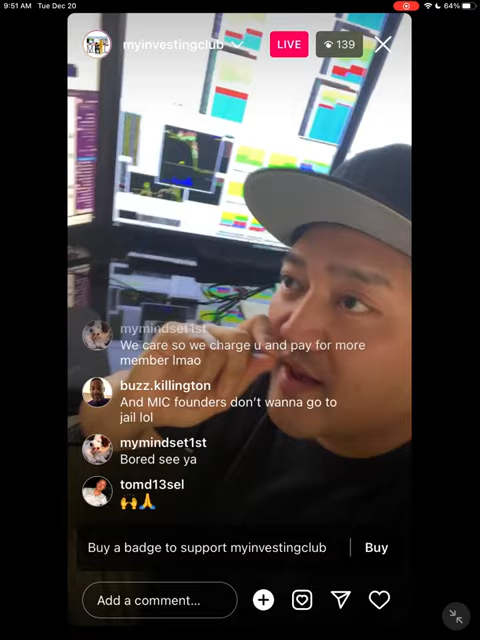 9:51 AM Tue Dec 20
64%
myinvestingclub
LIVE
139
mymindset1st
We care so we charge u and pay for more
member lmao
buzz.killington
And MIC founders don't wanna go to
jail lol
mymindset1st
Bored see ya
tomd13sel
🙌🙏
Buy a badge to support myinvestingclub
Buy
Add a comment...